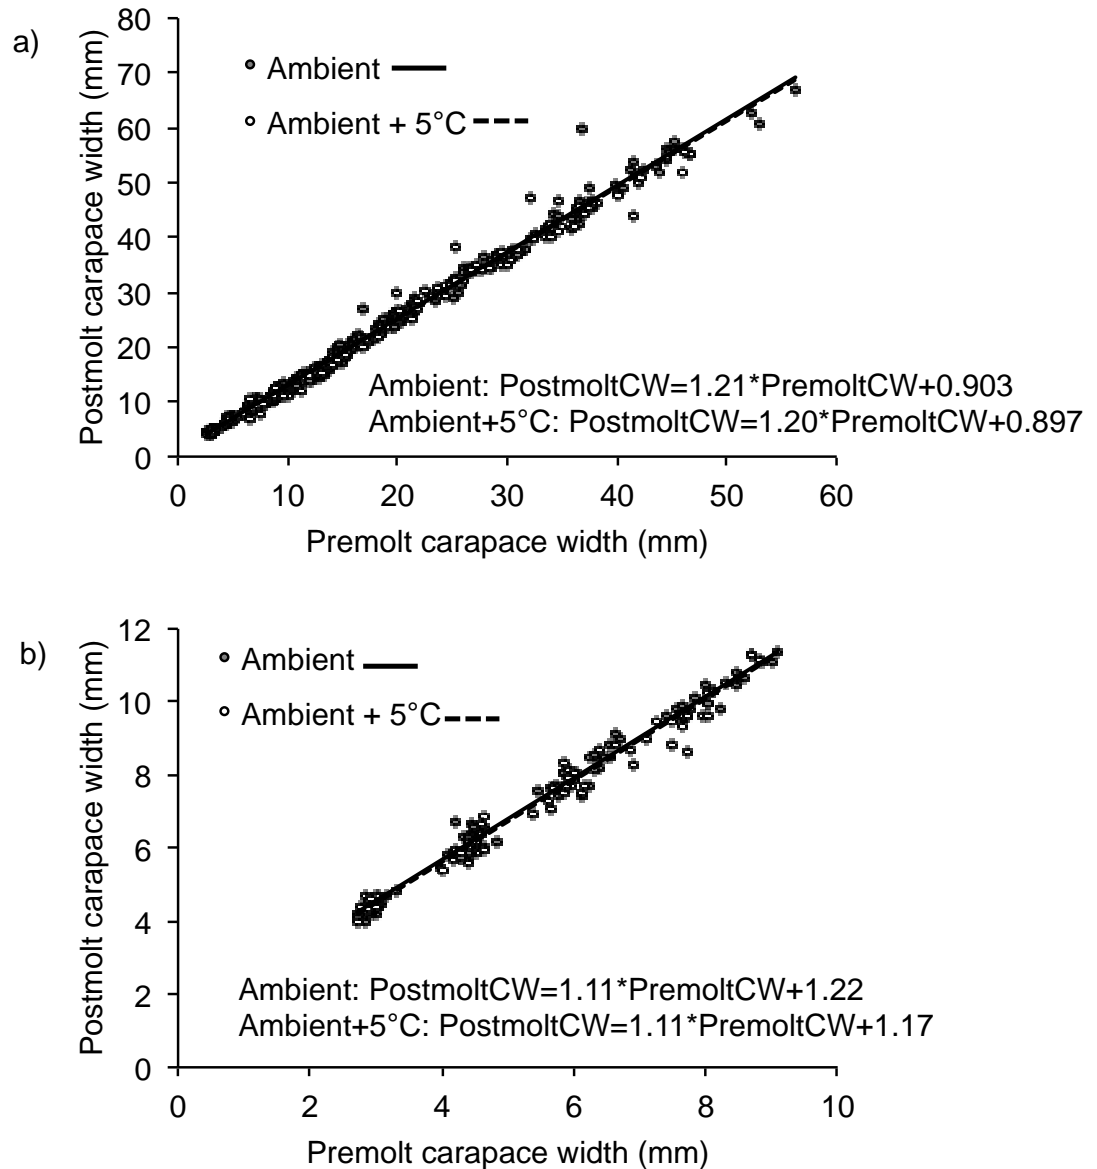 a)
Postmolt carapace width (mm)
80
70
60
50
40
30
20
10
0
Ambient
Ambient + 5°C
Ambient: PostmoltCW=1.21*PremoltCW+0.903
Ambient+5°C: PostmoltCW=1.20*PremoltCW+0.897
0 10 20 30 40 50 60
Premolt carapace width (mm)
b)
Postmolt carapace width (mm)
12
10
8
6
4
2
0
Ambient
Ambient + 5°C
Ambient: PostmoltCW=1.11*PremoltCW+1.22
Ambient+5°C: PostmoltCW=1.11*PremoltCW+1.17
0 2 4 6 8 10
Premolt carapace width (mm)